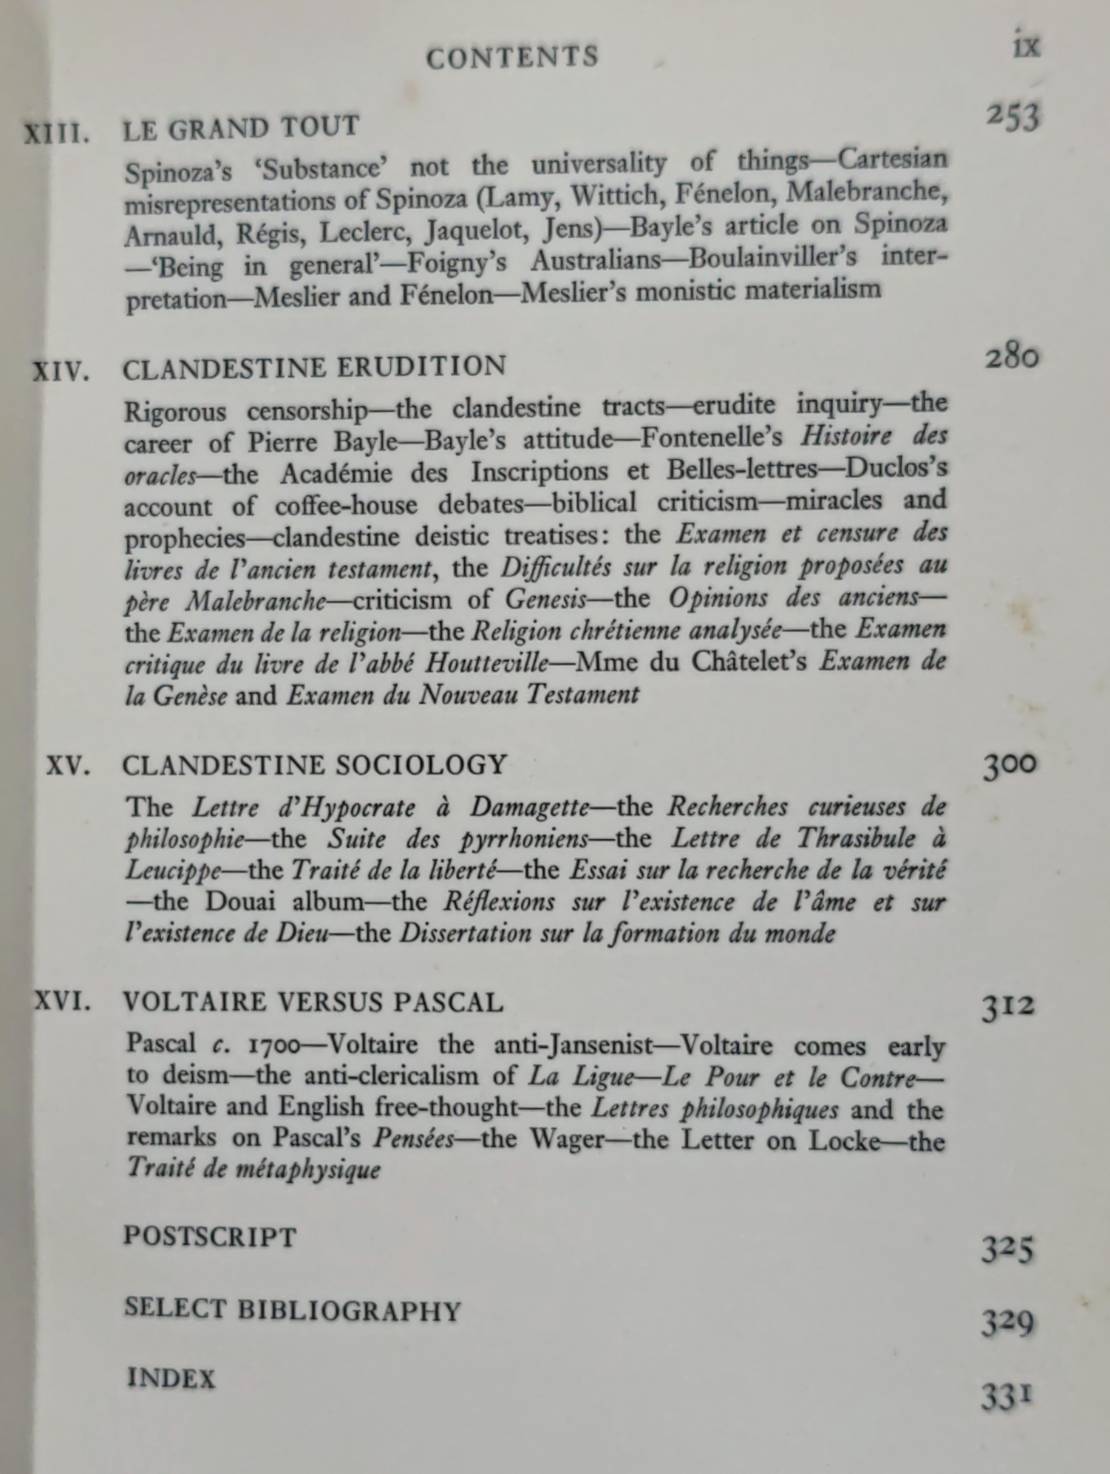 CONTENTS ix
XIII. LE GRAND TOUT 253
Spinoza's 'Substance' not the universality of things—Cartesian
misrepresentations of Spinoza (Lamy, Wittich, Fénelon, Malebranche,
Arnauld, Régis, Leclerc, Jaquelot, Jens)—Bayle's article on Spinoza
—'Being in general'—Foigny's Australians—Boulainviller's inter-
pretation—Meslier and Fénelon—Meslier's monistic materialism
XIV. CLANDESTINE ERUDITION 280
Rigorous censorship—the clandestine tracts—erudite inquiry—the
career of Pierre Bayle—Bayle's attitude—Fontenelle's Histoire des
oracles—the Académie des Inscriptions et Belles-lettres—Duclos's
account of coffee-house debates—biblical criticism—miracles and
prophecies—clandestine deistic treatises: the Examen et censure des
livres de l'ancien testament, the Difficultés sur la religion proposées au
père Malebranche—criticism of Genesis—the Opinions des anciens—
the Examen de la religion—the Religion chrétienne analysée—the Examen
critique du livre de l'abbé Houtteville—Mme du Châtelet's Examen de
la Genèse and Examen du Nouveau Testament
XV. CLANDESTINE SOCIOLOGY 300
The Lettre d'Hypocrate à Damagette—the Recherches curieuses de
philosophie—the Suite des pyrrhoniens—the Lettre de Thrasibule à
Leucippe—the Traité de la liberté—the Essai sur la recherche de la vérité
—the Douai album—the Réflexions sur l'existence de l'âme et sur
l'existence de Dieu—the Dissertation sur la formation du monde
XVI. VOLTAIRE VERSUS PASCAL 312
Pascal c. 1700—Voltaire the anti-Jansenist—Voltaire comes early
to deism—the anti-clericalism of La Ligue—Le Pour et le Contre—
Voltaire and English free-thought—the Lettres philosophiques and the
remarks on Pascal's Pensées—the Wager—the Letter on Locke—the
Traité de métaphysique
POSTSCRIPT 325
SELECT BIBLIOGRAPHY 329
INDEX 331